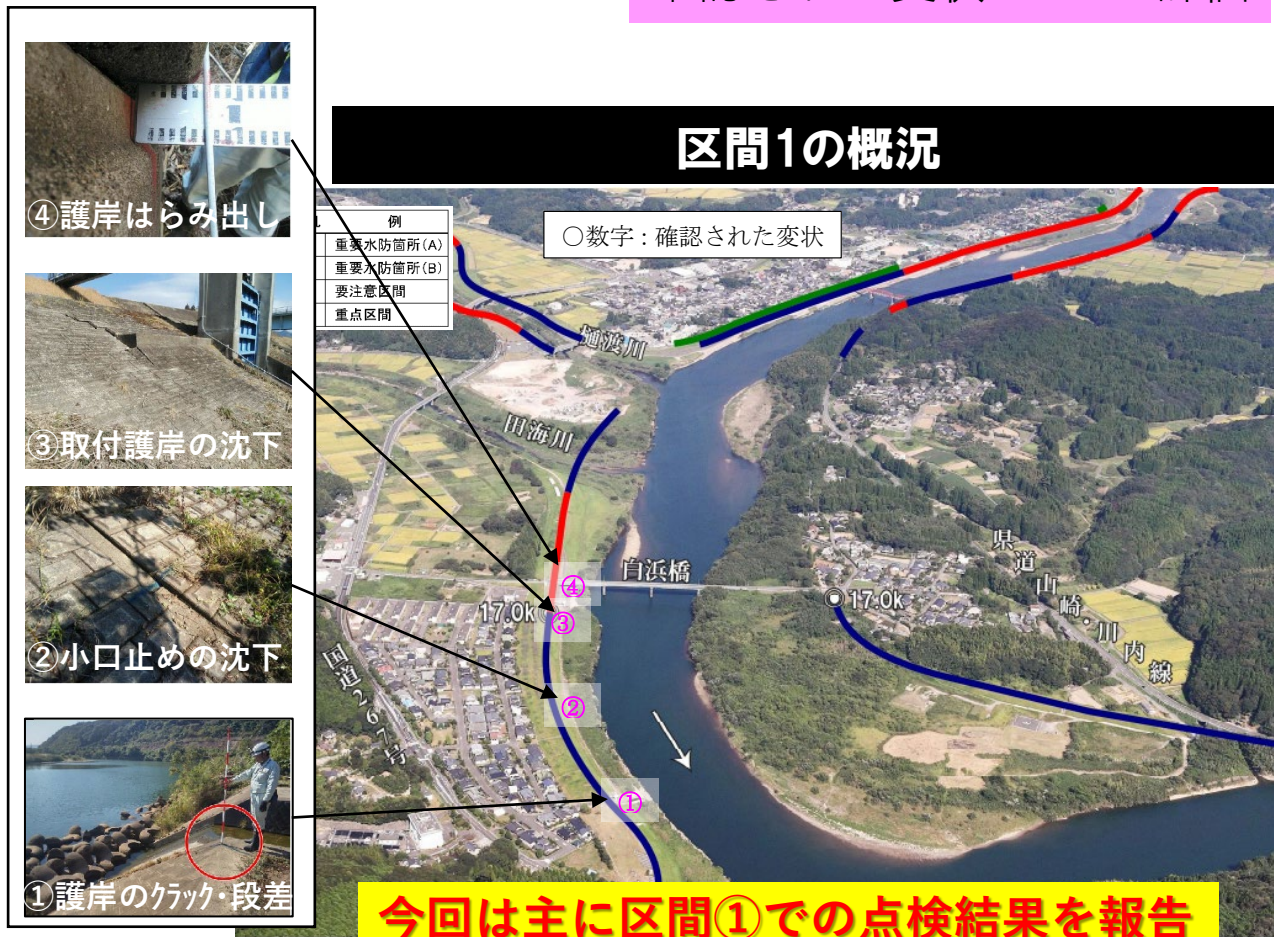 区間1の概況
④護岸はらみ出し
③取付護岸の沈下
②小口止めの沈下
①護岸のクラック・段差
例
重要水防箇所(A)
重要水防箇所(B)
要注意区間
重点区間
○数字：確認された変状
樋渡川
田海川
白浜橋
④
17.0k
③
17.0k
②
①
国道267号
県道山崎・川内線
今回は主に区間①での点検結果を報告